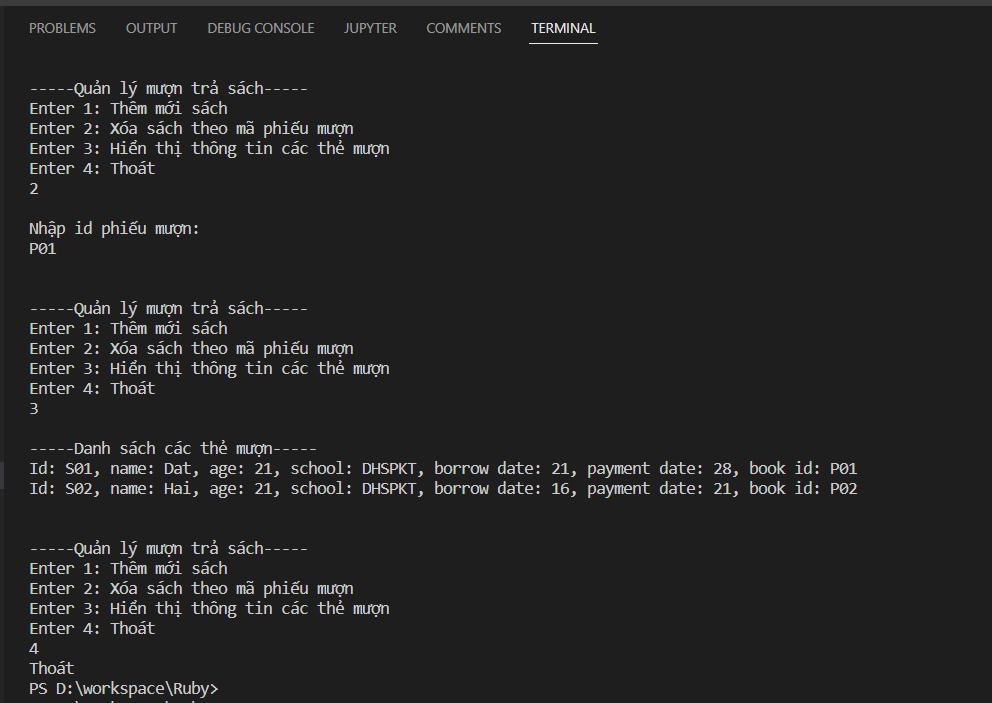 PROBLEMS OUTPUT DEBUG CONSOLE JUPYTER COMMENTS TERMINAL
-----Quản lý mượn trả sách-----
Enter 1: Thêm mới sách
Enter 2: Xóa sách theo mã phiếu mượn
Enter 3: Hiển thị thông tin các thẻ mượn
Enter 4: Thoát
2
Nhập id phiếu mượn:
P01
-----Quản lý mượn trả sách-----
Enter 1: Thêm mới sách
Enter 2: Xóa sách theo mã phiếu mượn
Enter 3: Hiển thị thông tin các thẻ mượn
Enter 4: Thoát
3
-----Danh sách các thẻ mượn-----
Id: S01, name: Dat, age: 21, school: DHSPKT, borrow date: 21, payment date: 28, book id: P01
Id: S02, name: Hai, age: 21, school: DHSPKT, borrow date: 16, payment date: 21, book id: P02
-----Quản lý mượn trả sách-----
Enter 1: Thêm mới sách
Enter 2: Xóa sách theo mã phiếu mượn
Enter 3: Hiển thị thông tin các thẻ mượn
Enter 4: Thoát
4
Thoát
PS D:\workspace\Ruby>